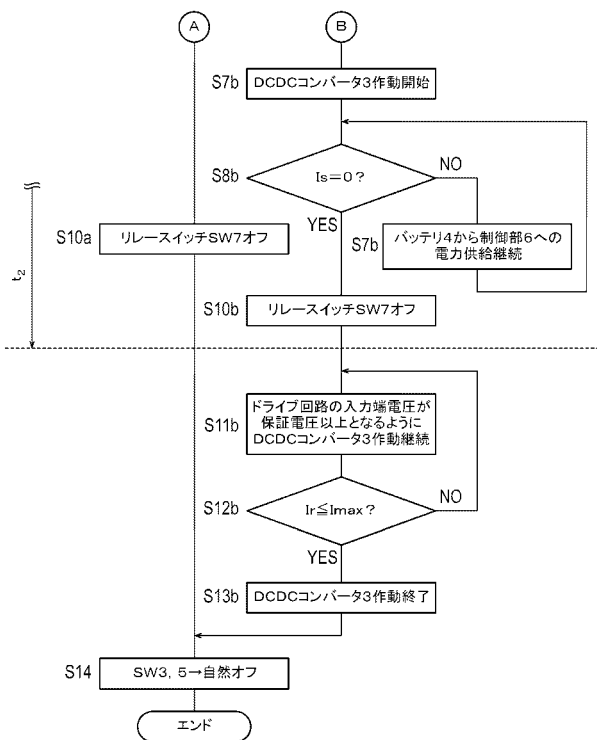 A
B
S7b
DCDCコンバータ3作動開始
S8b
Is=0?
NO
YES
S10a
リレースイッチSW7オフ
S7b
バッテリ4から制御部6への
電力供給継続
t2
S10b
リレースイッチSW7オフ
S11b
ドライブ回路の入力端電圧が
保証電圧以上となるように
DCDCコンバータ3作動継続
S12b
Ir≦Imax?
NO
YES
S13b
DCDCコンバータ3作動終了
S14
SW3, 5→自然オフ
エンド